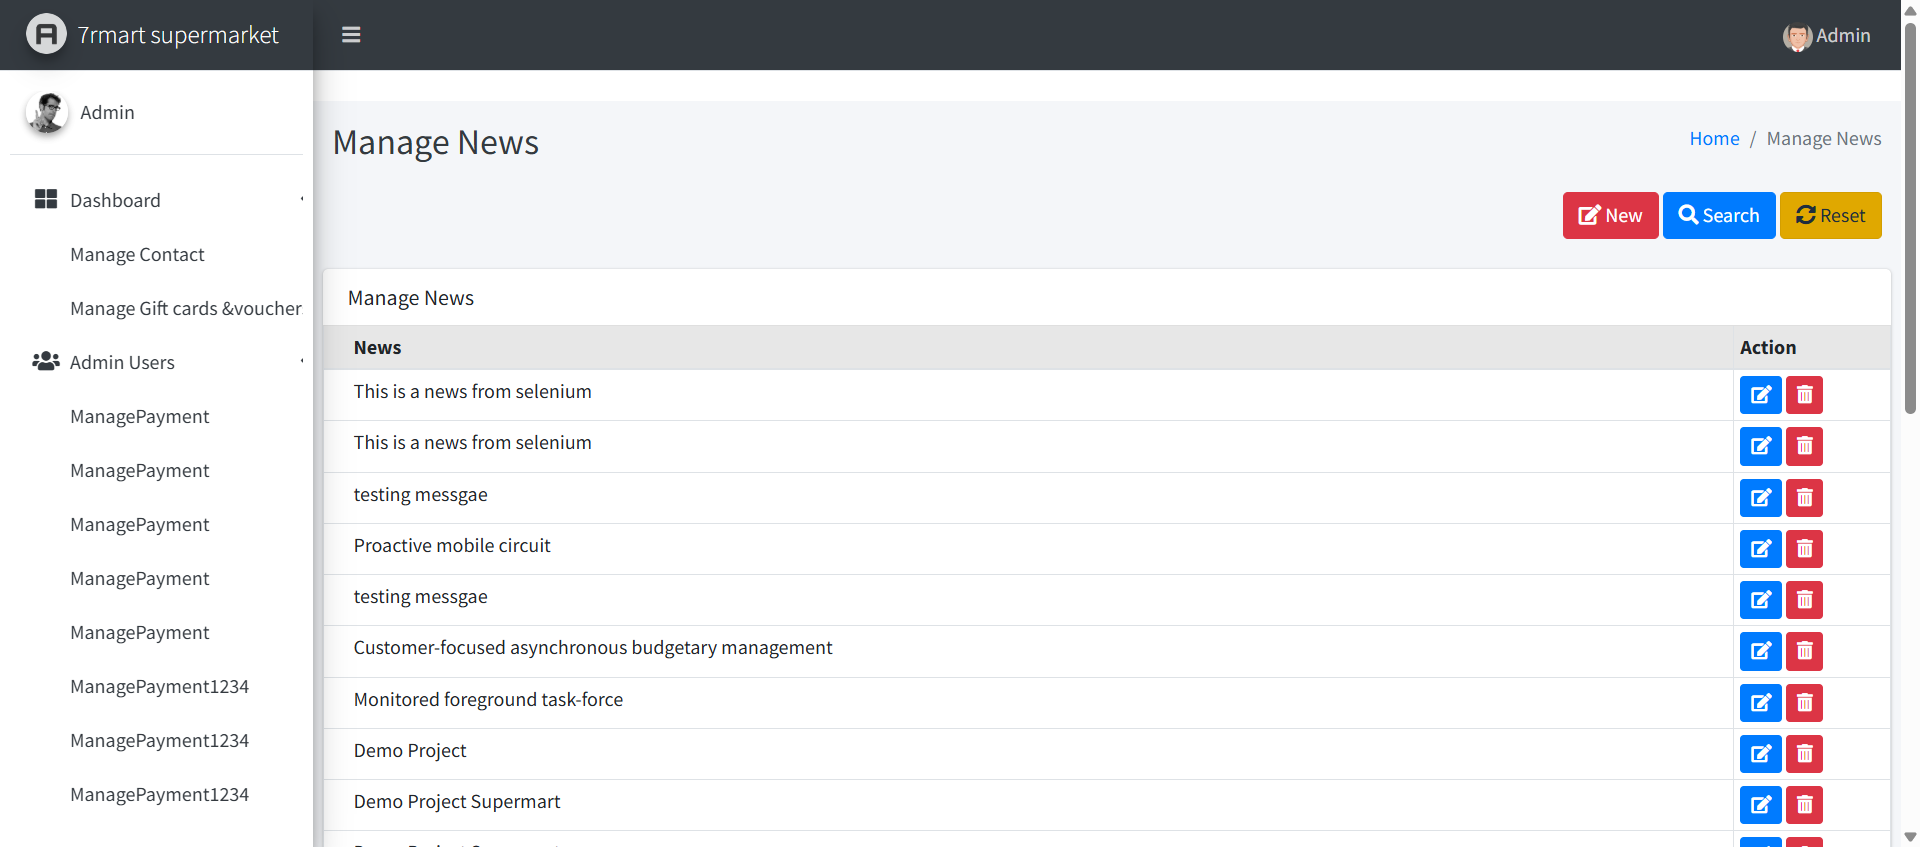 7rmart supermarket
Admin
Admin
Dashboard
Manage Contact
Manage Gift cards &voucher
Admin Users
ManagePayment
ManagePayment
ManagePayment
ManagePayment
ManagePayment
ManagePayment1234
ManagePayment1234
ManagePayment1234
Manage News
Home / Manage News
New Search Reset
Manage News
News Action
This is a news from selenium
This is a news from selenium
testing messgae
Proactive mobile circuit
testing messgae
Customer-focused asynchronous budgetary management
Monitored foreground task-force
Demo Project
Demo Project Supermart